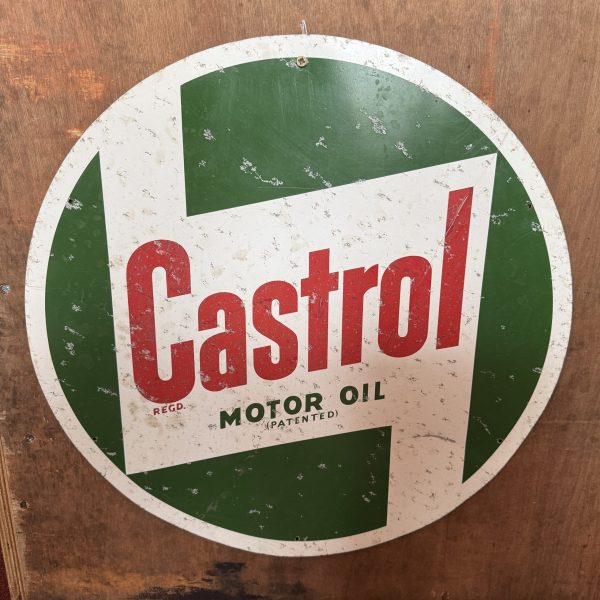 Castrol
REGD.
MOTOR OIL
(PATENTED)